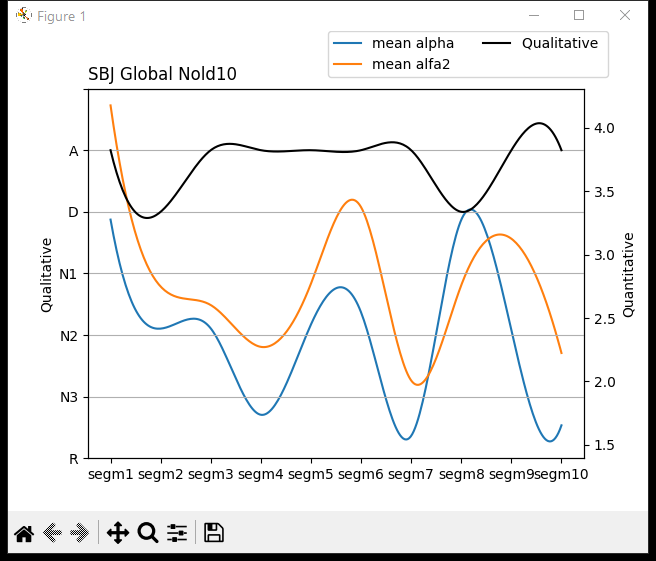 Figure 1
mean alpha
mean alfa2
Qualitative
SBJ Global Nold10
A
D
N1
N2
N3
R
Qualitative
4.0
3.5
3.0
2.5
2.0
1.5
Quantitative
segm1 segm2 segm3 segm4 segm5 segm6 segm7 segm8 segm9 segm10